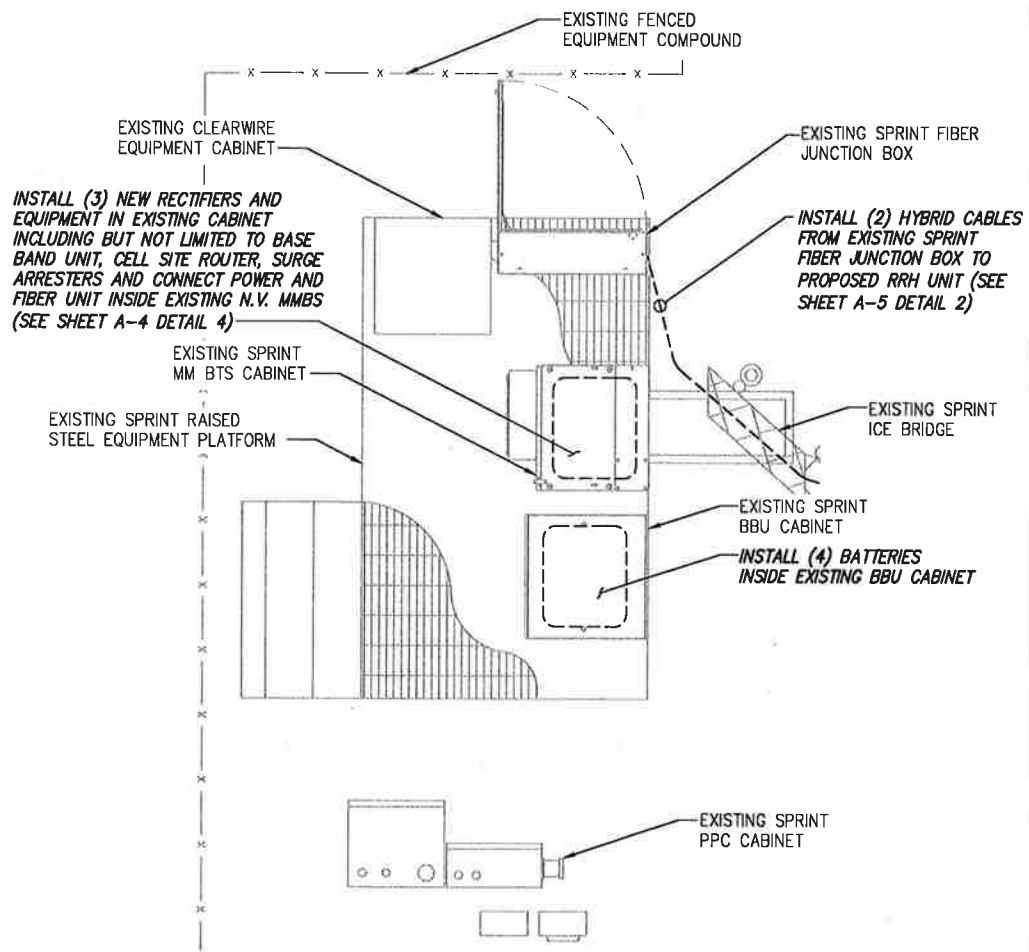 EXISTING FENCED
EQUIPMENT COMPOUND
EXISTING CLEARWIRE
EQUIPMENT CABINET
EXISTING SPRINT FIBER
JUNCTION BOX
INSTALL (3) NEW RECTIFIERS AND
EQUIPMENT IN EXISTING CABINET
INCLUDING BUT NOT LIMITED TO BASE
BAND UNIT, CELL SITE ROUTER, SURGE
ARRESTERS AND CONNECT POWER AND
FIBER UNIT INSIDE EXISTING N.V. MMBS
(SEE SHEET A-4 DETAIL 4)
INSTALL (2) HYBRID CABLES
FROM EXISTING SPRINT
FIBER JUNCTION BOX TO
PROPOSED RRH UNIT (SEE
SHEET A-5 DETAIL 2)
EXISTING SPRINT
MM BTS CABINET
EXISTING SPRINT RAISED
STEEL EQUIPMENT PLATFORM
EXISTING SPRINT
ICE BRIDGE
EXISTING SPRINT
BBU CABINET
INSTALL (4) BATTERIES
INSIDE EXISTING BBU CABINET
EXISTING SPRINT
PPC CABINET